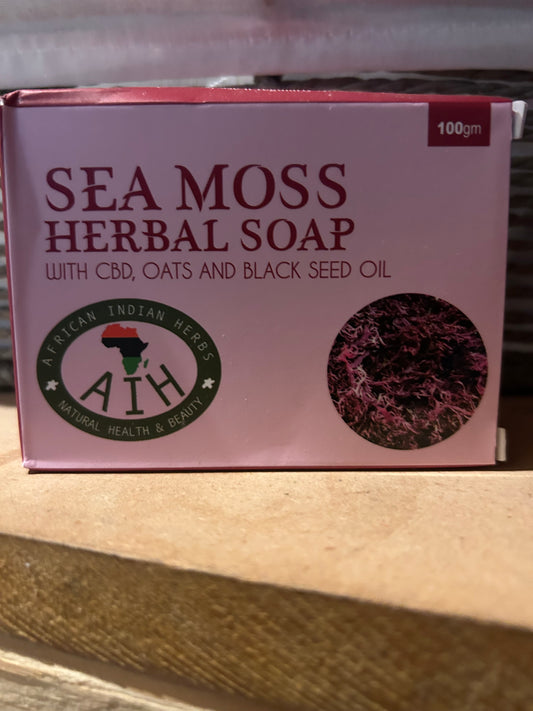 100gm
SEA MOSS
HERBAL SOAP
WITH CBD, OATS AND BLACK SEED OIL
AFRICAN INDIAN HERBS
AIH
NATURAL HEALTH & BEAUTY